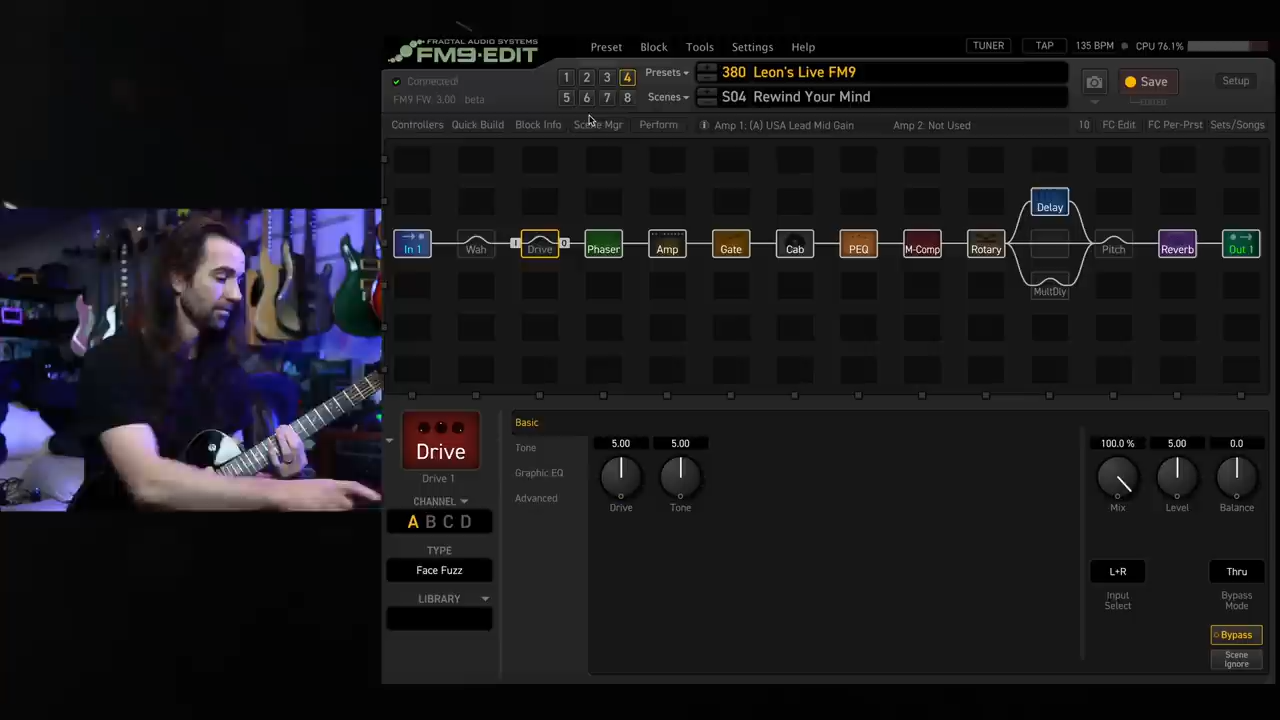 FRACTAL AUDIO SYSTEMS
FM9-EDIT
Preset Block Tools Settings Help
TUNER TAP 135 BPM CPU 76.1%
Connected!
FM9 FW: 3.00 beta
1 2 3 4
5 6 7 8
Presets 380 Leon's Live FM9
Scenes S04 Rewind Your Mind
Save
EDITED
Setup
Controllers Quick Build Block Info Scene Mgr Perform Amp 1: (A) USA Lead Mid Gain Amp 2: Not Used 10 FC Edit FC Per-Prst Sets/Songs
Delay
In 1 Wah I Drive O Phaser Amp Gate Cab PEQ M-Comp Rotary Pitch Reverb Out 1
MultDly
Drive
Drive 1
CHANNEL
A B C D
TYPE
Face Fuzz
LIBRARY
Basic
Tone
Graphic EQ
Advanced
5.00 5.00
Drive Tone
100.0 % 5.00 0.0
Mix Level Balance
L+R
Input
Select
Thru
Bypass
Mode
Bypass
Scene
Ignore